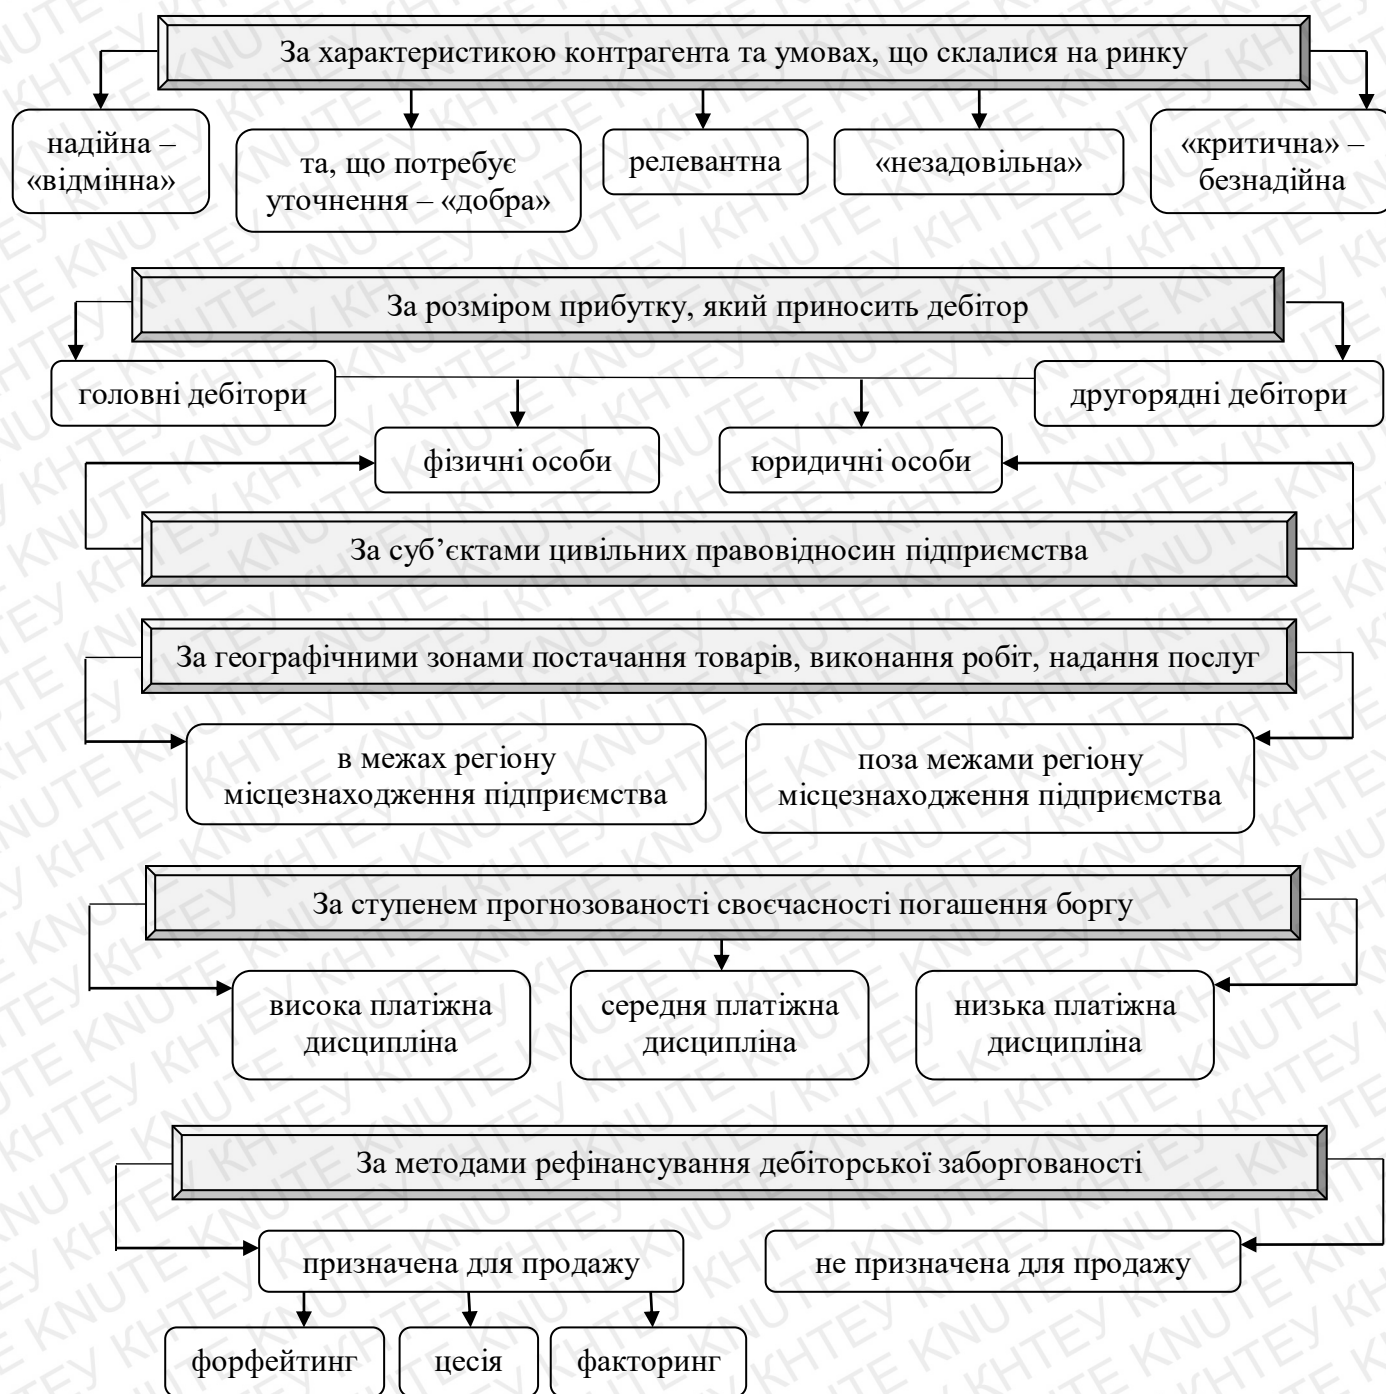 За характеристикою контрагента та умовах, що склалися на ринку
надійна –
«відмінна»
та, що потребує
уточнення – «добра»
релевантна
«незадовільна»
«критична» –
безнадійна
За розміром прибутку, який приносить дебітор
головні дебітори
другорядні дебітори
фізичні особи
юридичні особи
За суб’єктами цивільних правовідносин підприємства
За географічними зонами постачання товарів, виконання робіт, надання послуг
в межах регіону
місцезнаходження підприємства
поза межами регіону
місцезнаходження підприємства
За ступенем прогнозованості своєчасності погашення боргу
висока платіжна
дисципліна
середня платіжна
дисципліна
низька платіжна
дисципліна
За методами рефінансування дебіторської заборгованості
призначена для продажу
не призначена для продажу
форфейтинг
цесія
факторинг